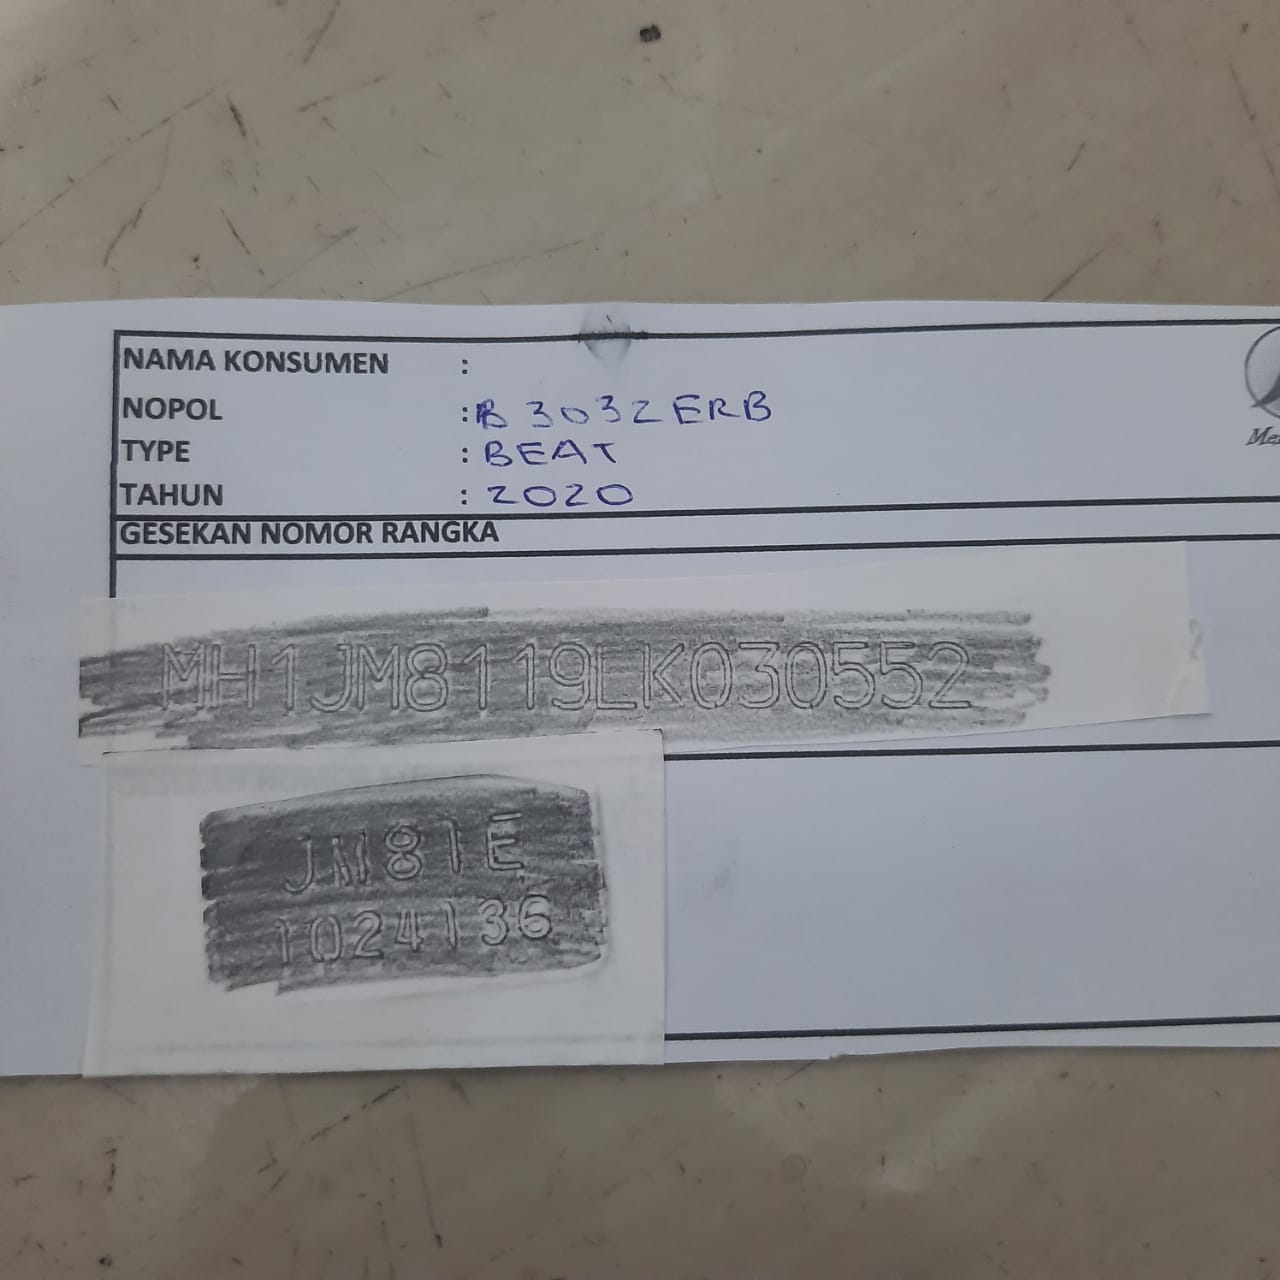 NAMA KONSUMEN :
NOPOL : B 3032 ERB
TYPE : BEAT
TAHUN : 2020
GESEKAN NOMOR RANGKA
MH1JM8119LK030552
JM81E
1024136